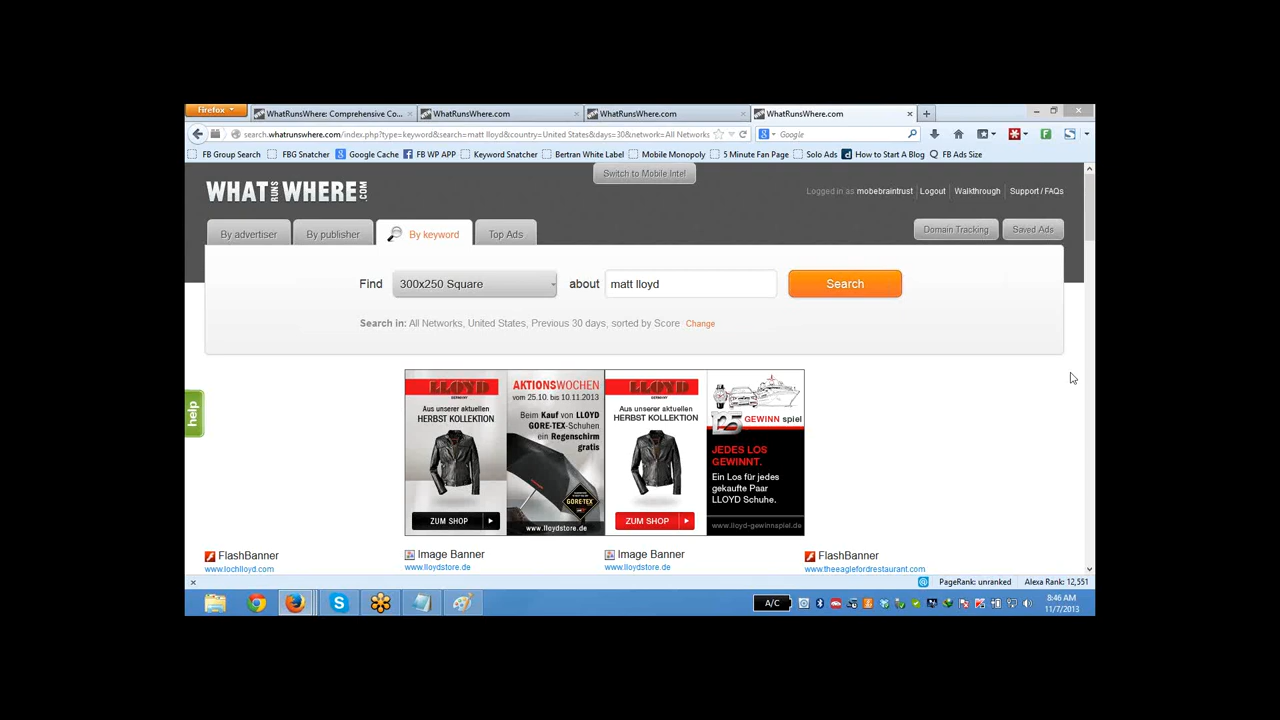 Firefox
WhatRunsWhere: Comprehensive Co... WhatRunsWhere.com WhatRunsWhere.com WhatRunsWhere.com
search.whatrunswhere.com/index.php?type=keyword&search=matt lloyd&country=United States&days=30&network=All Networks Google
FB Group Search FBG Snatcher Google Cache FB WP APP Keyword Snatcher Bertran White Label Mobile Monopoly 5 Minute Fan Page Solo Ads How to Start A Blog FB Ads Size
Switch to Mobile Intel
WHAT RUNS WHERE.COM
Logged in as mobebraintrust Logout Walkthrough Support / FAQs
By advertiser By publisher By keyword Top Ads Domain Tracking Saved Ads
Find 300x250 Square about matt lloyd Search
Search in: All Networks, United States, Previous 30 days, sorted by Score Change
help
LLOYD
GERMANY
Aus unserer aktuellen
HERBST KOLLEKTION
ZUM SHOP
AKTIONSWOCHEN
vom 25.10. bis 10.11.2013
Beim Kauf von LLOYD
GORE-TEX-Schuhen
ein Regenschirm
gratis
GORE-TEX
www.lloydstore.de
LLOYD
GERMANY
Aus unserer aktuellen
HERBST KOLLEKTION
ZUM SHOP
125 GEWINN spiel
JEDES LOS
GEWINNT.
Ein Los für jedes
gekaufte Paar
LLOYD Schuhe.
www.lloyd-gewinnspiel.de
FlashBanner Image Banner Image Banner FlashBanner
www.lochlloyd.com www.lloydstore.de www.lloydstore.de www.theeaglefordrestaurant.com
PageRank: unranked Alexa Rank: 12,551
A/C
8:46 AM
11/7/2013